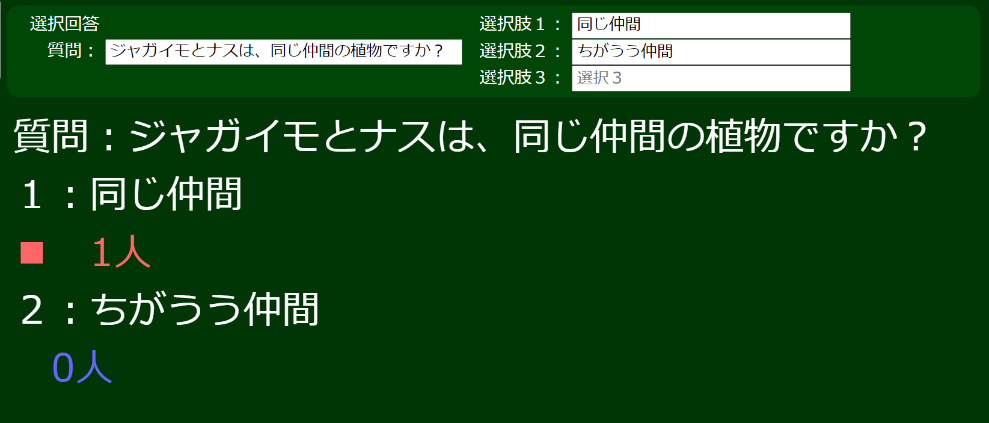 選択回答 選択肢１： 同じ仲間
質問： ジャガイモとナスは、同じ仲間の植物ですか？ 選択肢２： ちがうう仲間
選択肢３： 選択３
質問：ジャガイモとナスは、同じ仲間の植物ですか？
１：同じ仲間
■　1人
２：ちがうう仲間
0人